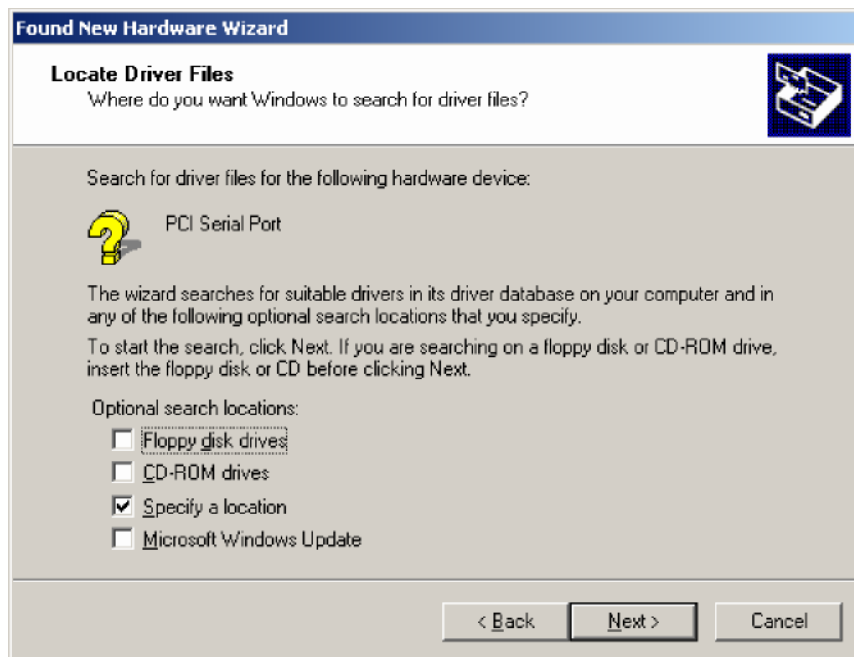 Found New Hardware Wizard
Locate Driver Files
Where do you want Windows to search for driver files?
Search for driver files for the following hardware device:
PCI Serial Port
The wizard searches for suitable drivers in its driver database on your computer and in
any of the following optional search locations that you specify.
To start the search, click Next. If you are searching on a floppy disk or CD-ROM drive,
insert the floppy disk or CD before clicking Next.
Optional search locations:
Floppy disk drives
CD-ROM drives
Specify a location
Microsoft Windows Update
< Back Next > Cancel